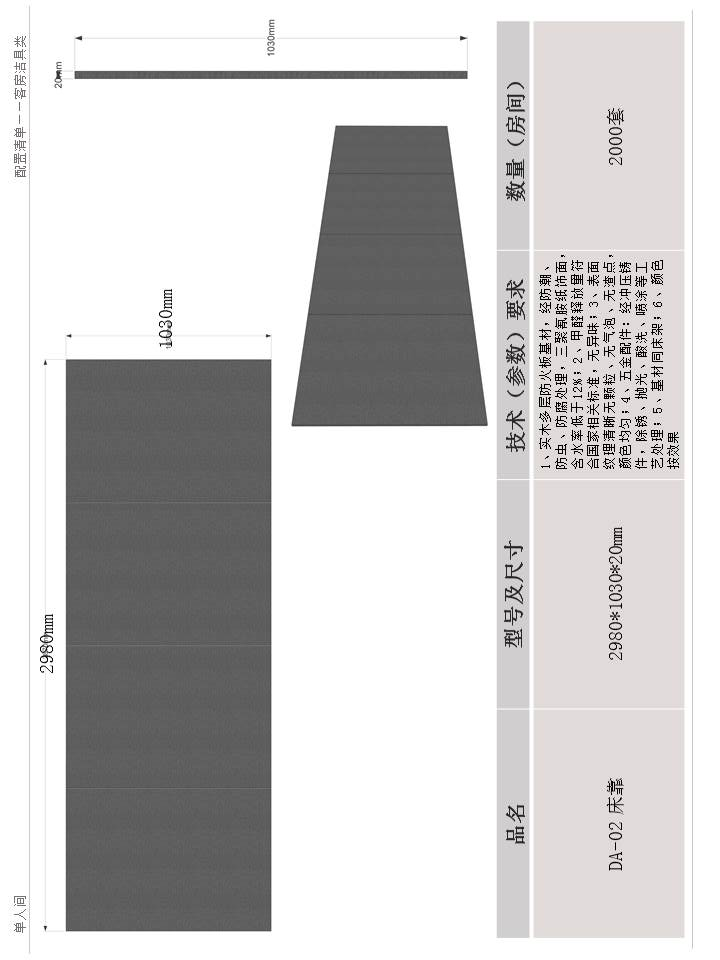 单人间
配置清单——客房洁具类
2980mm
1030mm
1030mm
20mm
品名
型号及尺寸
技术（参数）要求
数量（房间）
DA-02 床靠
2980*1030*20mm
1、实木多层防火板基材，经防潮、
防虫、防腐处理，三聚氰胺纸饰面，
含水率低于12%；2、甲醛释放量符
合国家相关标准，无异味；3、表面
纹理清晰无颗粒、无气泡、无渣点，
颜色均匀；4、五金配件：经冲压铸
件，除锈、抛光、酸洗、喷涂等工
艺处理；5、基材同床架；6、颜色
按效果
2000套